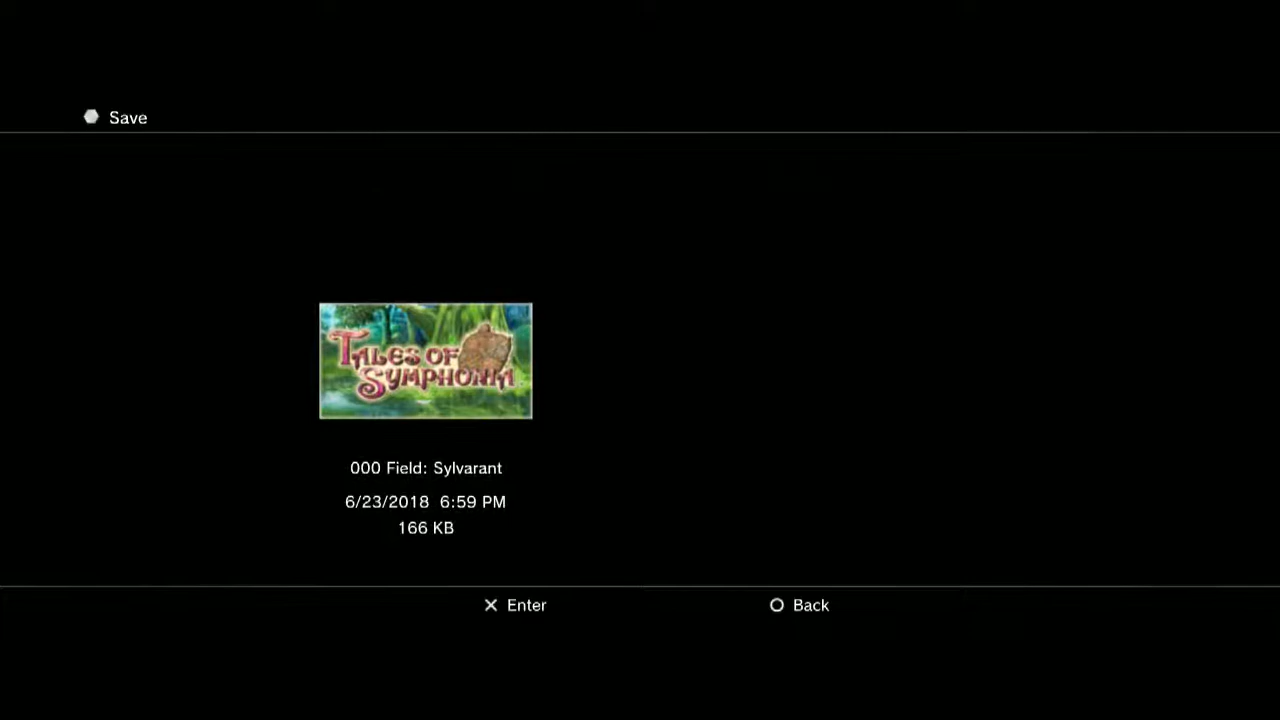 Save
TALES OF
SYMPHONIA
000 Field: Sylvarant
6/23/2018 6:59 PM
166 KB
Enter
Back